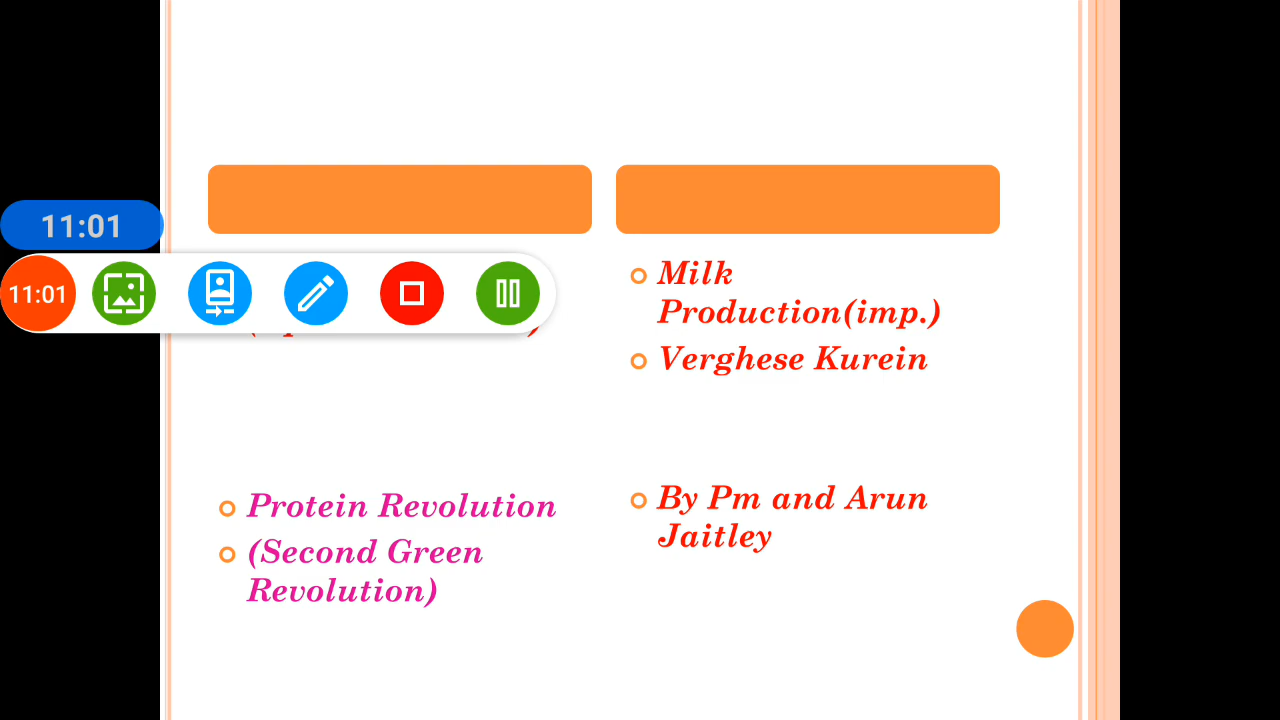 11:01
11:01
Milk
Production(imp.)
Verghese Kurein
Protein Revolution
(Second Green
Revolution)
By Pm and Arun
Jaitley